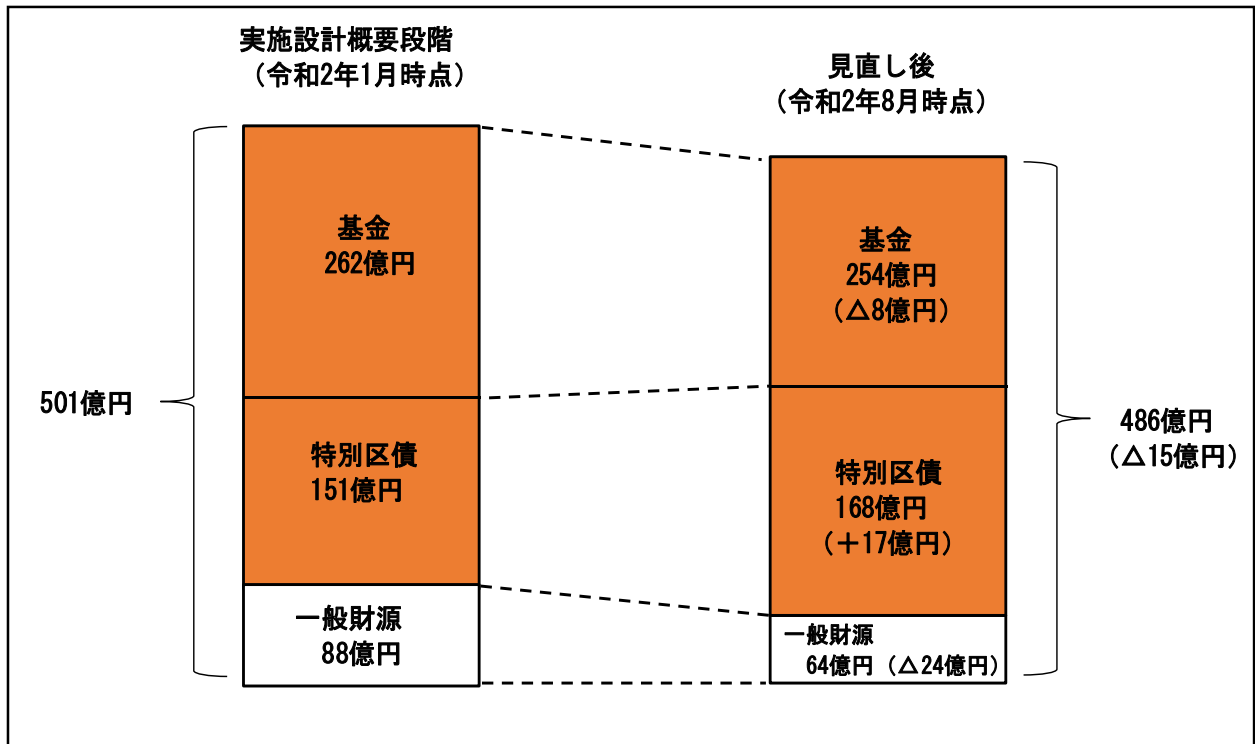 実施設計概要段階
（令和2年1月時点）
見直し後
（令和2年8月時点）
基金
262億円
基金
254億円
（△8億円）
501億円
特別区債
151億円
486億円
（△15億円）
特別区債
168億円
（＋17億円）
一般財源
88億円
一般財源
64億円（△24億円）